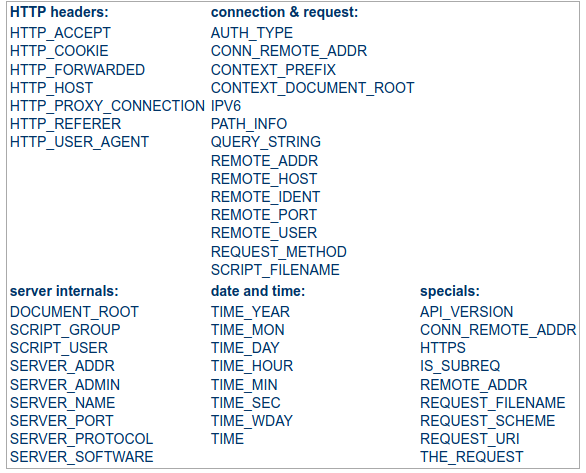 HTTP headers: connection & request:
HTTP_ACCEPT AUTH_TYPE
HTTP_COOKIE CONN_REMOTE_ADDR
HTTP_FORWARDED CONTEXT_PREFIX
HTTP_HOST CONTEXT_DOCUMENT_ROOT
HTTP_PROXY_CONNECTION IPV6
HTTP_REFERER PATH_INFO
HTTP_USER_AGENT QUERY_STRING
REMOTE_ADDR
REMOTE_HOST
REMOTE_IDENT
REMOTE_PORT
REMOTE_USER
REQUEST_METHOD
SCRIPT_FILENAME
server internals: date and time: specials:
DOCUMENT_ROOT TIME_YEAR API_VERSION
SCRIPT_GROUP TIME_MON CONN_REMOTE_ADDR
SCRIPT_USER TIME_DAY HTTPS
SERVER_ADDR TIME_HOUR IS_SUBREQ
SERVER_ADMIN TIME_MIN REMOTE_ADDR
SERVER_NAME TIME_SEC REQUEST_FILENAME
SERVER_PORT TIME_WDAY REQUEST_SCHEME
SERVER_PROTOCOL TIME REQUEST_URI
SERVER_SOFTWARE THE_REQUEST